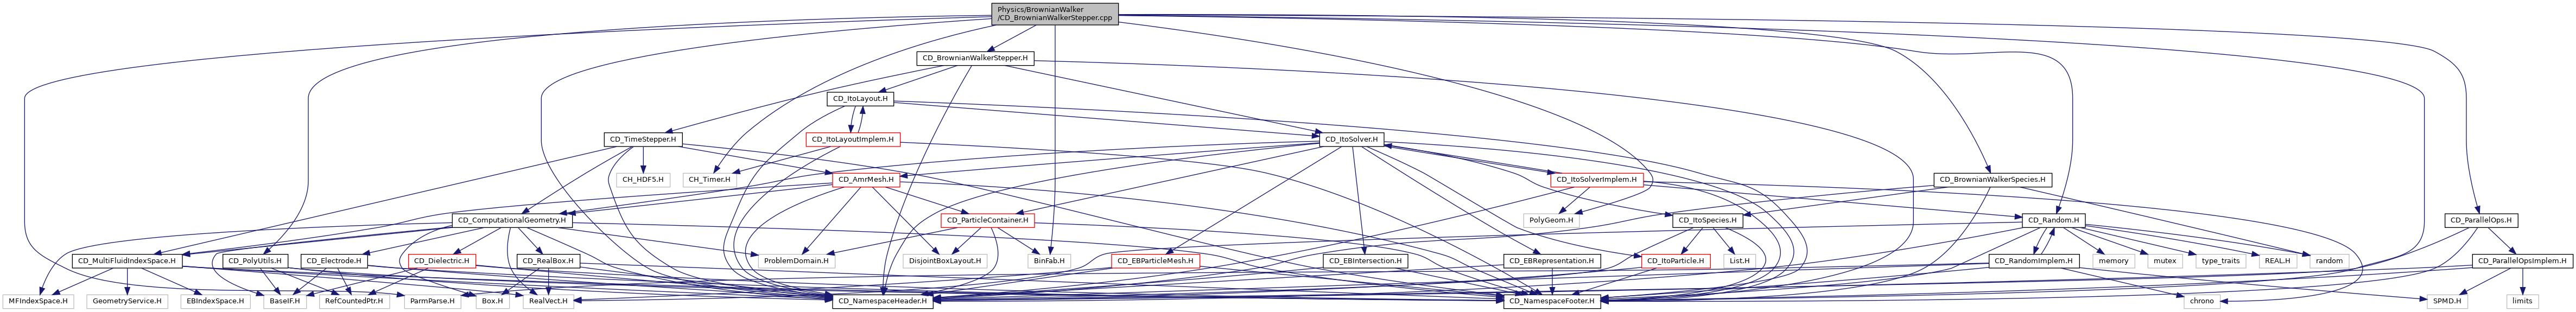 Physics/BrownianWalker
/CD_BrownianWalkerStepper.cpp
CD_BrownianWalkerStepper.H
CD_ItoLayout.H
CD_TimeStepper.H
CD_ItoLayoutImplem.H
CD_ItoSolver.H
CH_HDF5.H
CH_Timer.H
CD_AmrMesh.H
CD_ItoSolverImplem.H
CD_BrownianWalkerSpecies.H
CD_ComputationalGeometry.H
CD_ParticleContainer.H
PolyGeom.H
CD_ItoSpecies.H
CD_Random.H
CD_ParallelOps.H
CD_MultiFluidIndexSpace.H
CD_PolyUtils.H
CD_Electrode.H
CD_Dielectric.H
CD_RealBox.H
ProblemDomain.H
DisjointBoxLayout.H
BinFab.H
CD_EBParticleMesh.H
CD_EBIntersection.H
CD_EBRepresentation.H
CD_ItoParticle.H
List.H
CD_RandomImplem.H
memory
mutex
type_traits
REAL.H
random
CD_ParallelOpsImplem.H
MFIndexSpace.H
GeometryService.H
EBIndexSpace.H
BaseIF.H
RefCountedPtr.H
ParmParse.H
Box.H
RealVect.H
CD_NamespaceHeader.H
CD_NamespaceFooter.H
chrono
SPMD.H
limits